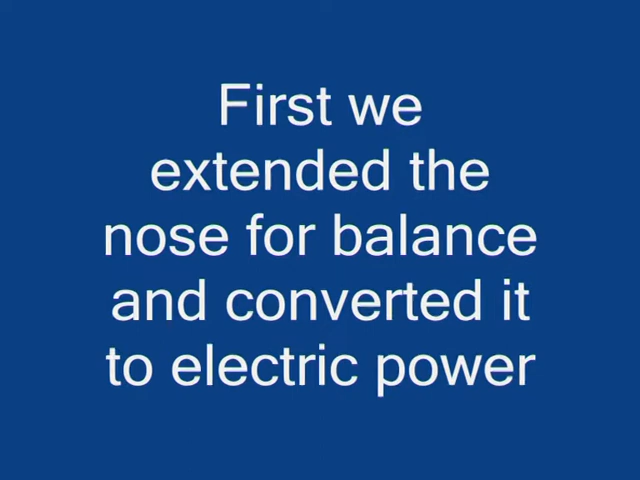 First we
extended the
nose for balance
and converted it
to electric power